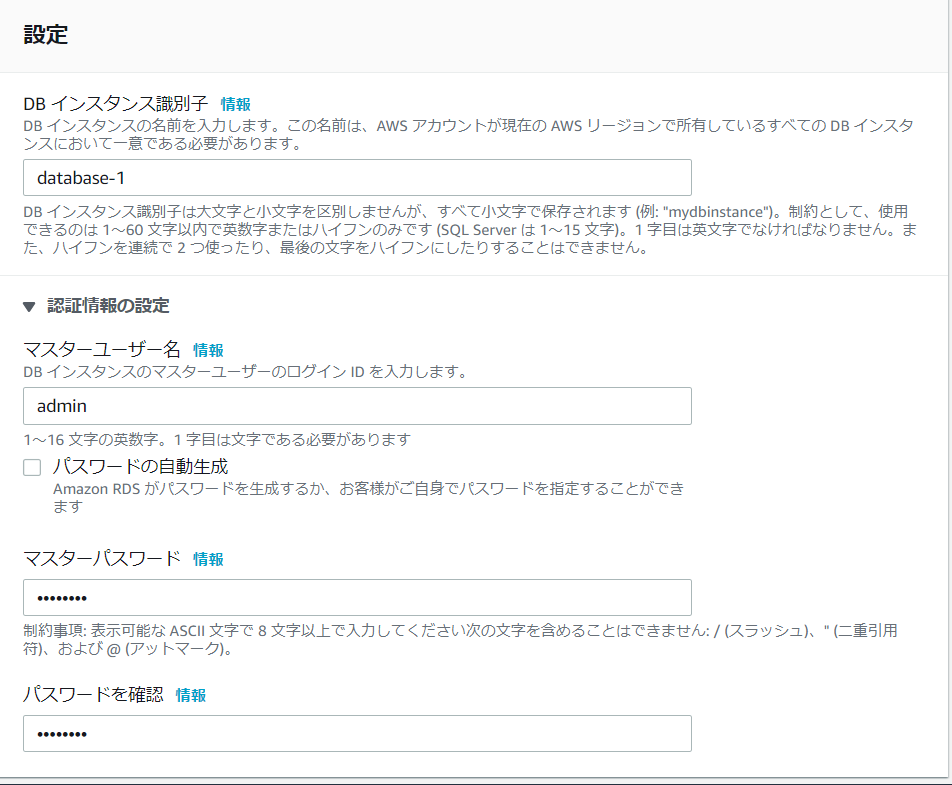 設定
DB インスタンス識別子 情報
DB インスタンスの名前を入力します。この名前は、AWS アカウントが現在の AWS リージョンで所有しているすべての DB インスタ
ンスにおいて一意である必要があります。
database-1
DB インスタンス識別子は大文字と小文字を区別しませんが、すべて小文字で保存されます (例: "mydbinstance")。制約として、使用
できるのは 1～60 文字以内で英数字またはハイフンのみです (SQL Server は 1～15 文字)。1 字目は英文字でなければなりません。ま
た、ハイフンを連続で 2 つ使ったり、最後の文字をハイフンにしたりすることはできません。
▼ 認証情報の設定
マスターユーザー名 情報
DB インスタンスのマスターユーザーのログイン ID を入力します。
admin
1～16 文字の英数字。1 字目は文字である必要があります
パスワードの自動生成
Amazon RDS がパスワードを生成するか、お客様がご自身でパスワードを指定することができ
ます
マスターパスワード 情報
••••••••
制約事項: 表示可能な ASCII 文字で 8 文字以上で入力してください次の文字を含めることはできません: / (スラッシュ)、" (二重引用
符)、および @ (アットマーク)。
パスワードを確認 情報
••••••••